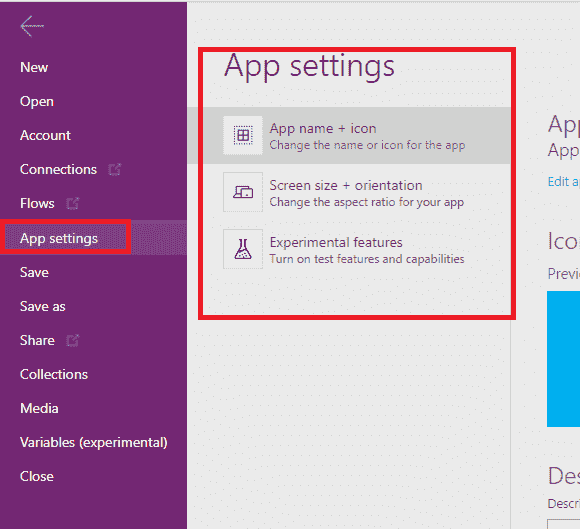 New
Open
Account
Connections
Flows
App settings
Save
Save as
Share
Collections
Media
Variables (experimental)
Close
App settings
App name + icon
Change the name or icon for the app
Screen size + orientation
Change the aspect ratio for your app
Experimental features
Turn on test features and capabilities
App
App
Edit a
Ico
Previ
Des
Descri